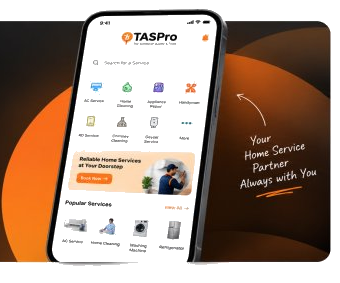 9:41
TASPro
Search for a Service
AC Service
Home
Cleaning
Appliance
Repair
Handyman
RO Service
Chimney
Cleaning
Geyser
Service
More
Reliable Home Services
at Your Doorstep
Book Now →
Popular Services
View All →
AC Service
Home Cleaning
Washing
Machine
Refrigerator
Your
Home Service
Partner
Always with You